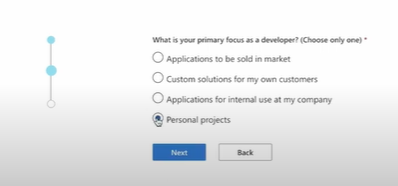 What is your primary focus as a developer? (Choose only one) *
Applications to be sold in market
Custom solutions for my own customers
Applications for internal use at my company
Personal projects
Next
Back